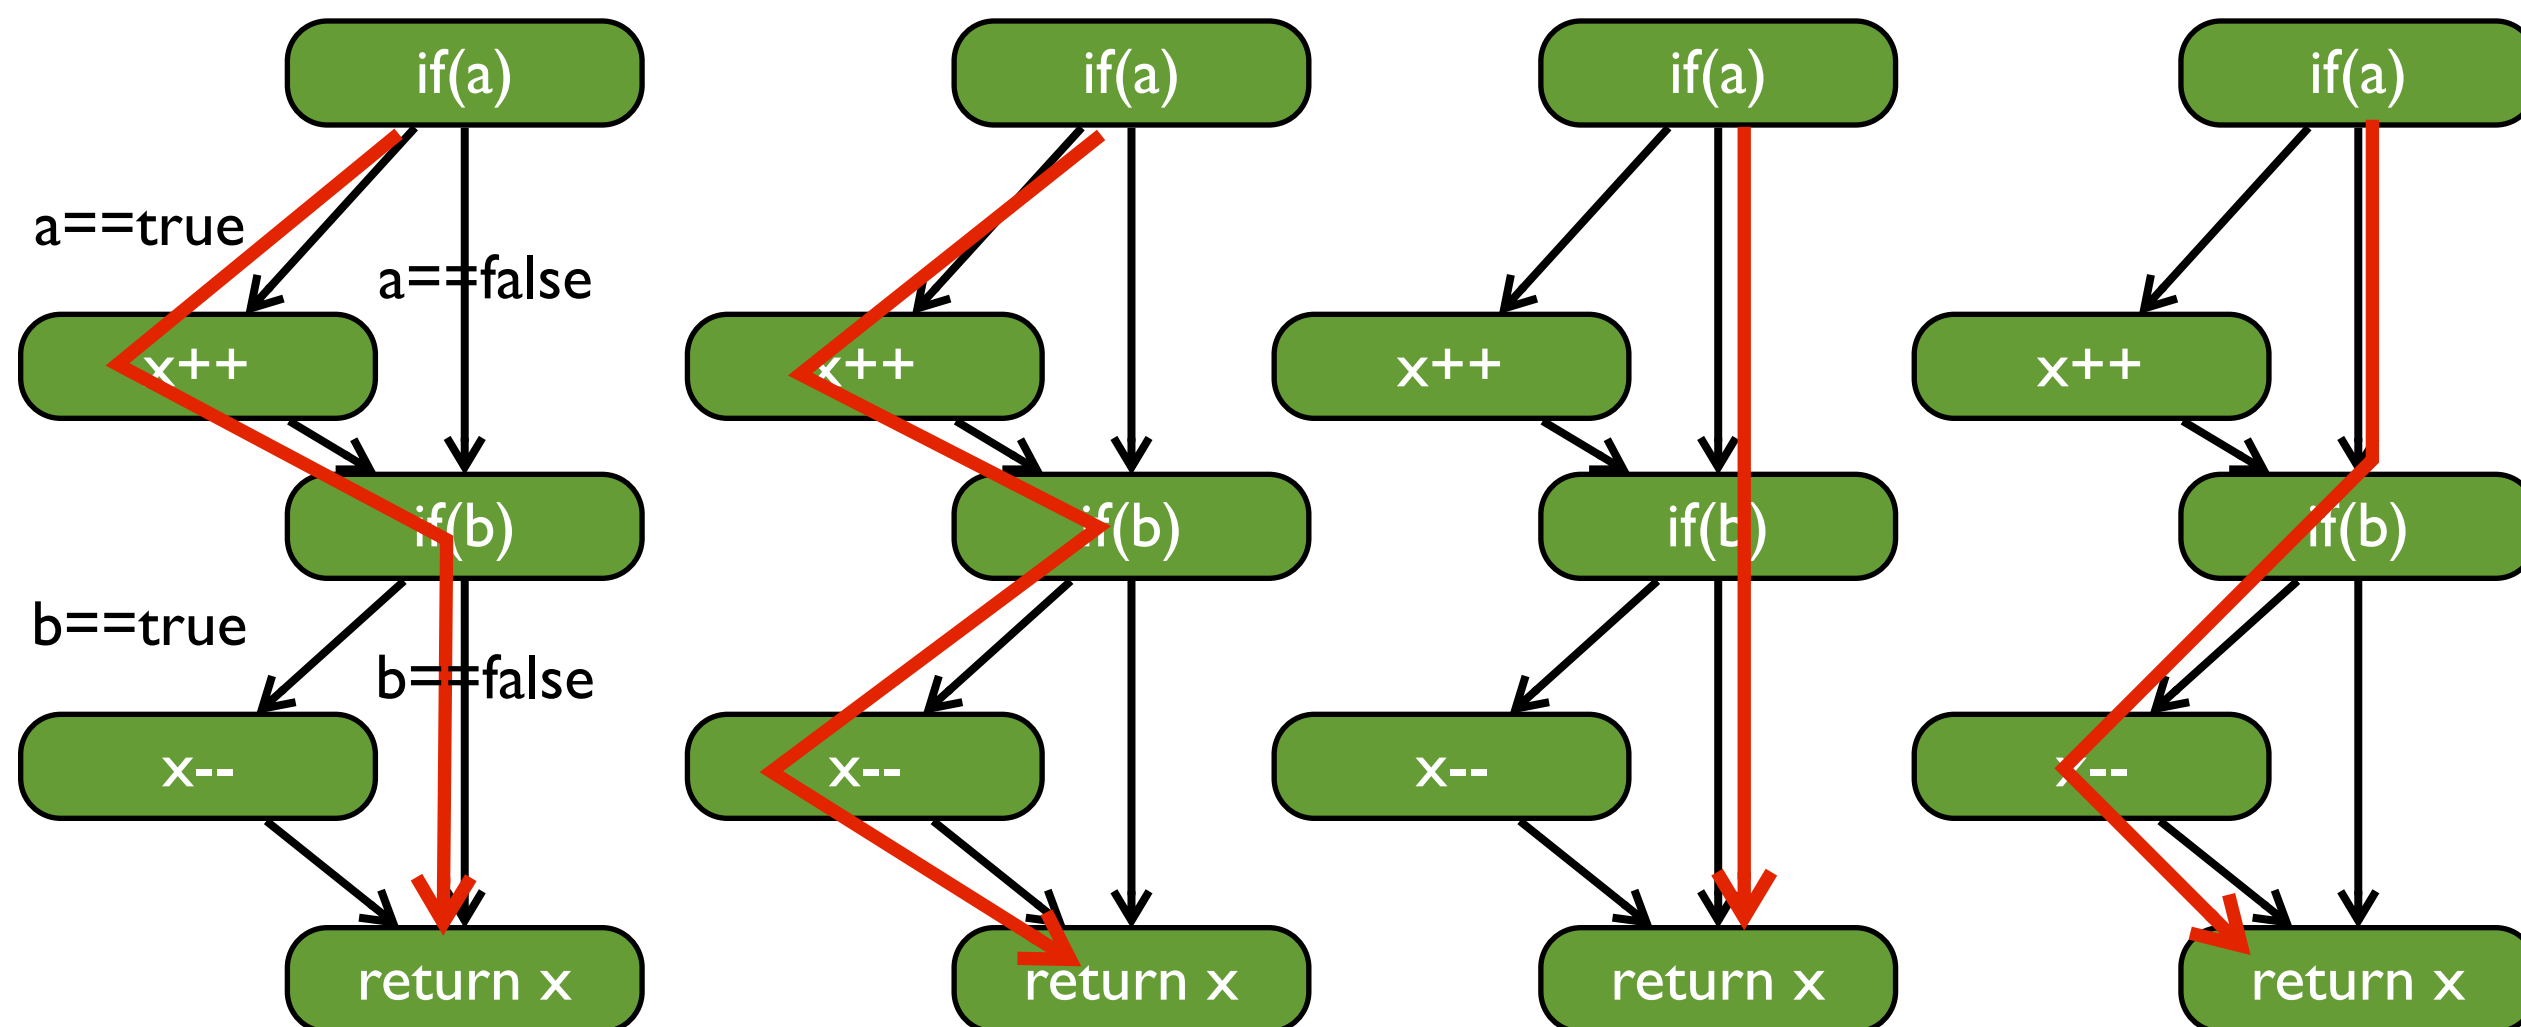 if(a)
a==true
a==false
x++
if(b)
b==true
b==false
x--
return x
if(a)
x++
if(b)
x--
return x
if(a)
x++
if(b)
x--
return x
if(a)
x++
if(b)
x--
return x